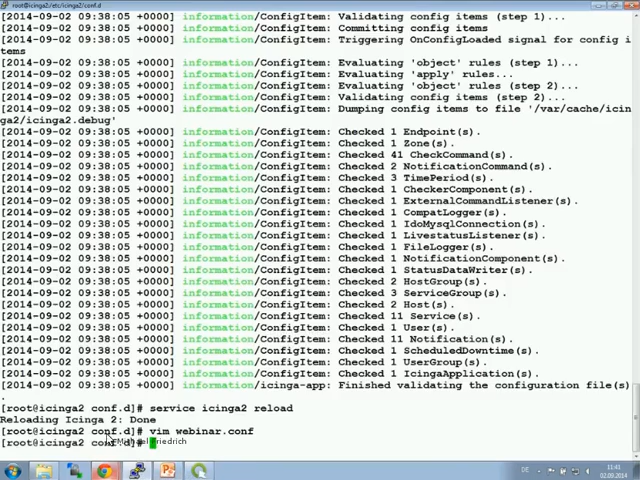 root@icinga2:/etc/icinga2/conf.d
[2014-09-02 09:38:05 +0000] information/ConfigItem: Validating config items (step 1)...
[2014-09-02 09:38:05 +0000] information/ConfigItem: Committing config items
[2014-09-02 09:38:05 +0000] information/ConfigItem: Triggering OnConfigLoaded signal for config i
tems
[2014-09-02 09:38:05 +0000] information/ConfigItem: Evaluating 'object' rules (step 1)...
[2014-09-02 09:38:05 +0000] information/ConfigItem: Evaluating 'apply' rules...
[2014-09-02 09:38:05 +0000] information/ConfigItem: Evaluating 'object' rules (step 2)...
[2014-09-02 09:38:05 +0000] information/ConfigItem: Validating config items (step 2)...
[2014-09-02 09:38:05 +0000] information/ConfigItem: Dumping config items to file '/var/cache/icin
ga2/icinga2.debug'
[2014-09-02 09:38:05 +0000] information/ConfigItem: Checked 1 Endpoint(s).
[2014-09-02 09:38:05 +0000] information/ConfigItem: Checked 1 Zone(s).
[2014-09-02 09:38:05 +0000] information/ConfigItem: Checked 41 CheckCommand(s).
[2014-09-02 09:38:05 +0000] information/ConfigItem: Checked 2 NotificationCommand(s).
[2014-09-02 09:38:05 +0000] information/ConfigItem: Checked 3 TimePeriod(s).
[2014-09-02 09:38:05 +0000] information/ConfigItem: Checked 1 CheckerComponent(s).
[2014-09-02 09:38:05 +0000] information/ConfigItem: Checked 1 ExternalCommandListener(s).
[2014-09-02 09:38:05 +0000] information/ConfigItem: Checked 1 CompatLogger(s).
[2014-09-02 09:38:05 +0000] information/ConfigItem: Checked 1 IdoMysqlConnection(s).
[2014-09-02 09:38:05 +0000] information/ConfigItem: Checked 1 LivestatusListener(s).
[2014-09-02 09:38:05 +0000] information/ConfigItem: Checked 1 FileLogger(s).
[2014-09-02 09:38:05 +0000] information/ConfigItem: Checked 1 NotificationComponent(s).
[2014-09-02 09:38:05 +0000] information/ConfigItem: Checked 1 StatusDataWriter(s).
[2014-09-02 09:38:05 +0000] information/ConfigItem: Checked 2 HostGroup(s).
[2014-09-02 09:38:05 +0000] information/ConfigItem: Checked 3 ServiceGroup(s).
[2014-09-02 09:38:05 +0000] information/ConfigItem: Checked 2 Host(s).
[2014-09-02 09:38:05 +0000] information/ConfigItem: Checked 11 Service(s).
[2014-09-02 09:38:05 +0000] information/ConfigItem: Checked 1 User(s).
[2014-09-02 09:38:05 +0000] information/ConfigItem: Checked 11 Notification(s).
[2014-09-02 09:38:05 +0000] information/ConfigItem: Checked 1 ScheduledDowntime(s).
[2014-09-02 09:38:05 +0000] information/ConfigItem: Checked 1 UserGroup(s).
[2014-09-02 09:38:05 +0000] information/ConfigItem: Checked 1 IcingaApplication(s).
[2014-09-02 09:38:05 +0000] information/icinga-app: Finished validating the configuration file(s)
.
[root@icinga2 conf.d]# service icinga2 reload
Reloading Icinga 2: Done
[root@icinga2 conf.d]# vim webinar.conf
[root@icinga2 conf.d]#
Friedrich
DE
11:41
02.09.2014